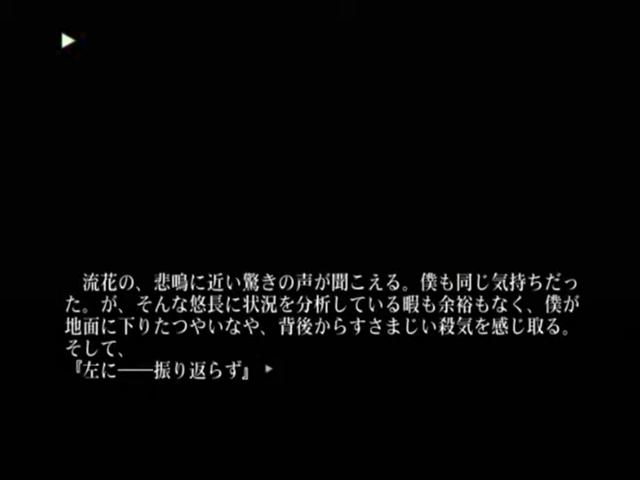 流花の、悲鳴に近い驚きの声が聞こえる。僕も同じ気持ちだっ
た。が、そんな悠長に状況を分析している暇も余裕もなく、僕が
地面に下りたつやいなや、背後からすさまじい殺気を感じ取る。
そして、
『左に――振り返らず』